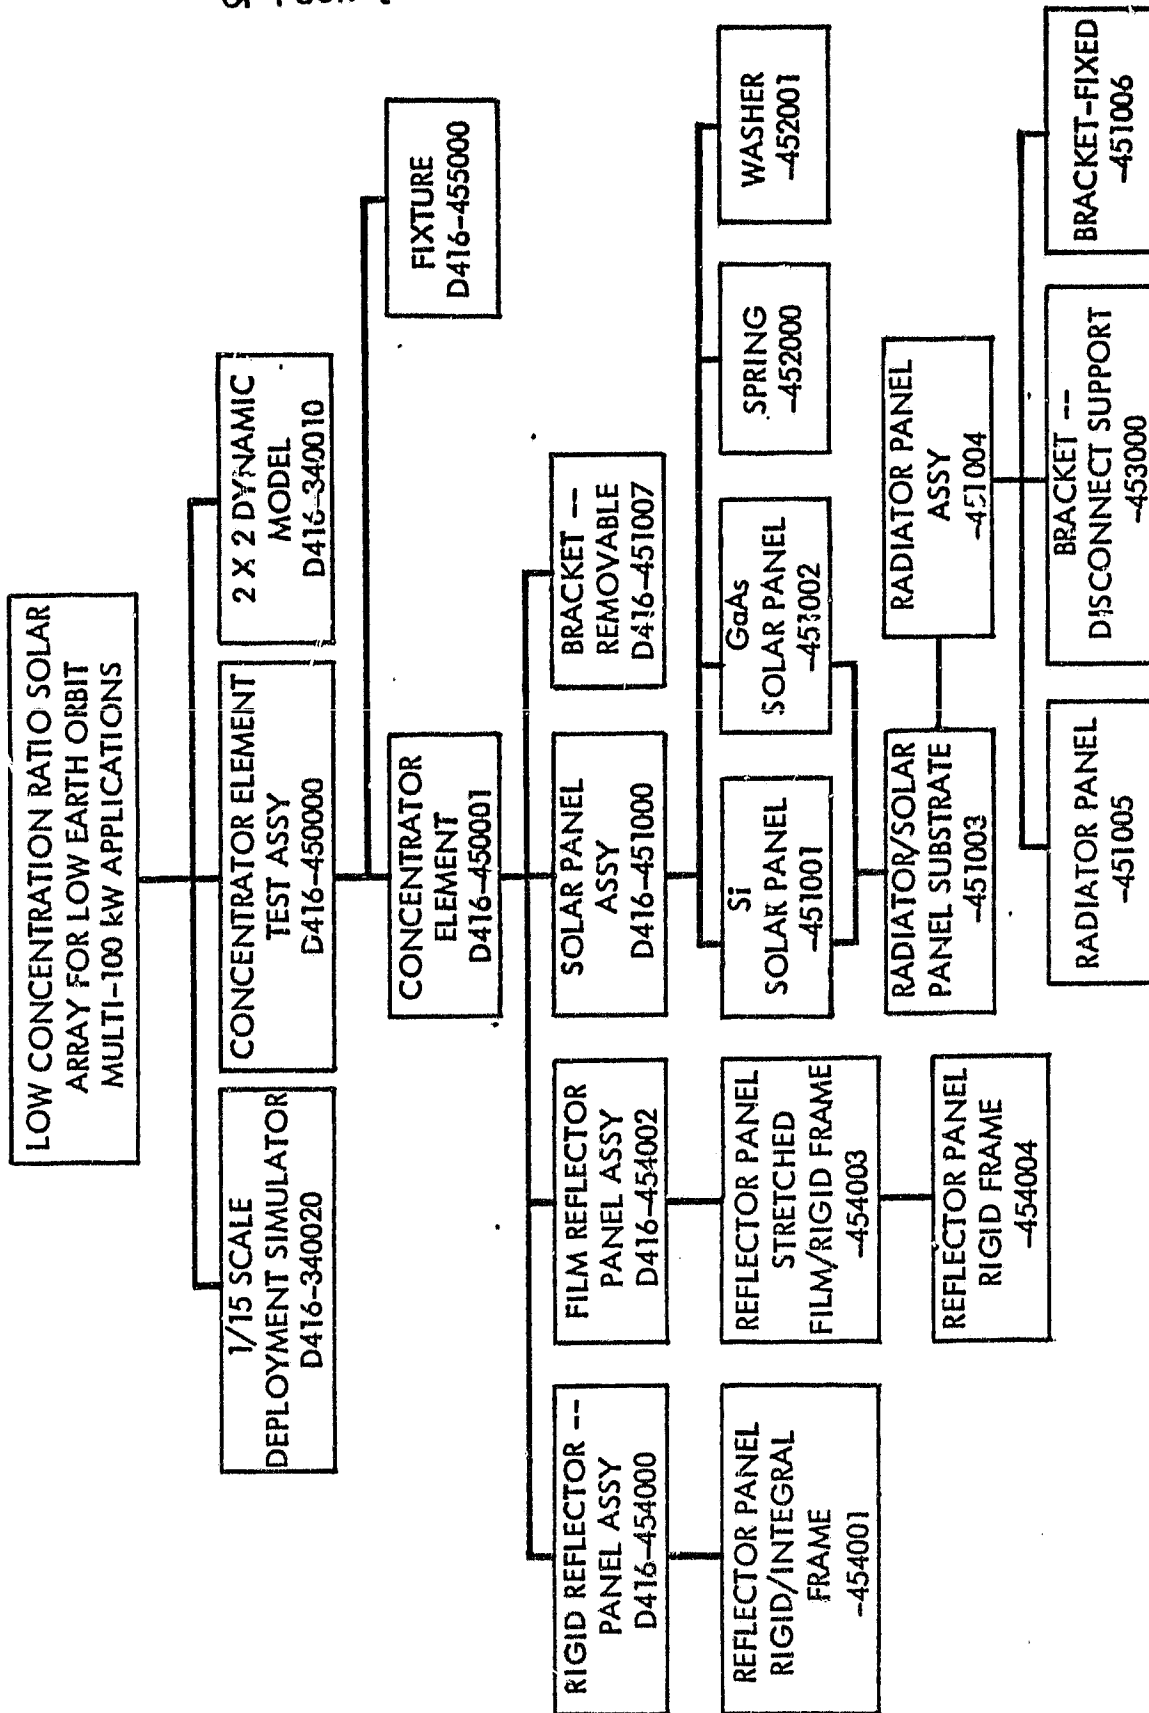 LOW CONCENTRATION RATIO SOLAR
ARRAY FOR LOW EARTH ORBIT
MULTI-100 kW APPLICATIONS
1/15 SCALE
DEPLOYMENT SIMULATOR
D416-340020
CONCENTRATOR ELEMENT
TEST ASSY
D416-450000
2 X 2 DYNAMIC
MODEL
D416-340010
CONCENTRATOR
ELEMENT
D416-450001
FIXTURE
D416-455000
RIGID REFLECTOR --
PANEL ASSY
D416-454000
FILM REFLECTOR
PANEL ASSY
D416-454002
SOLAR PANEL
ASSY
D416-451000
BRACKET --
REMOVABLE
D416-451007
REFLECTOR PANEL
RIGID/INTEGRAL
FRAME
-454001
REFLECTOR PANEL
STRETCHED
FILM/RIGID FRAME
-454003
Si
SOLAR PANEL
-451001
GaAs
SOLAR PANEL
-451002
SPRING
-452000
WASHER
-452001
REFLECTOR PANEL
RIGID FRAME
-454004
RADIATOR/SOLAR
PANEL SUBSTRATE
-451003
RADIATOR PANEL
ASSY
-451004
RADIATOR PANEL
-451005
BRACKET --
DISCONNECT SUPPORT
-453000
BRACKET-FIXED
-451006